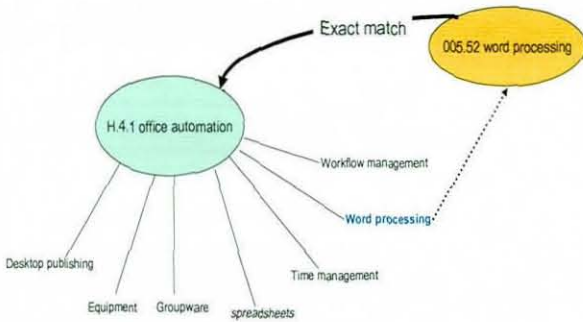 Exact match
005.52 word processing
H.4.1 office automation
Workflow management
Word processing
Desktop publishing
Time management
Equipment
Groupware
spreadsheets